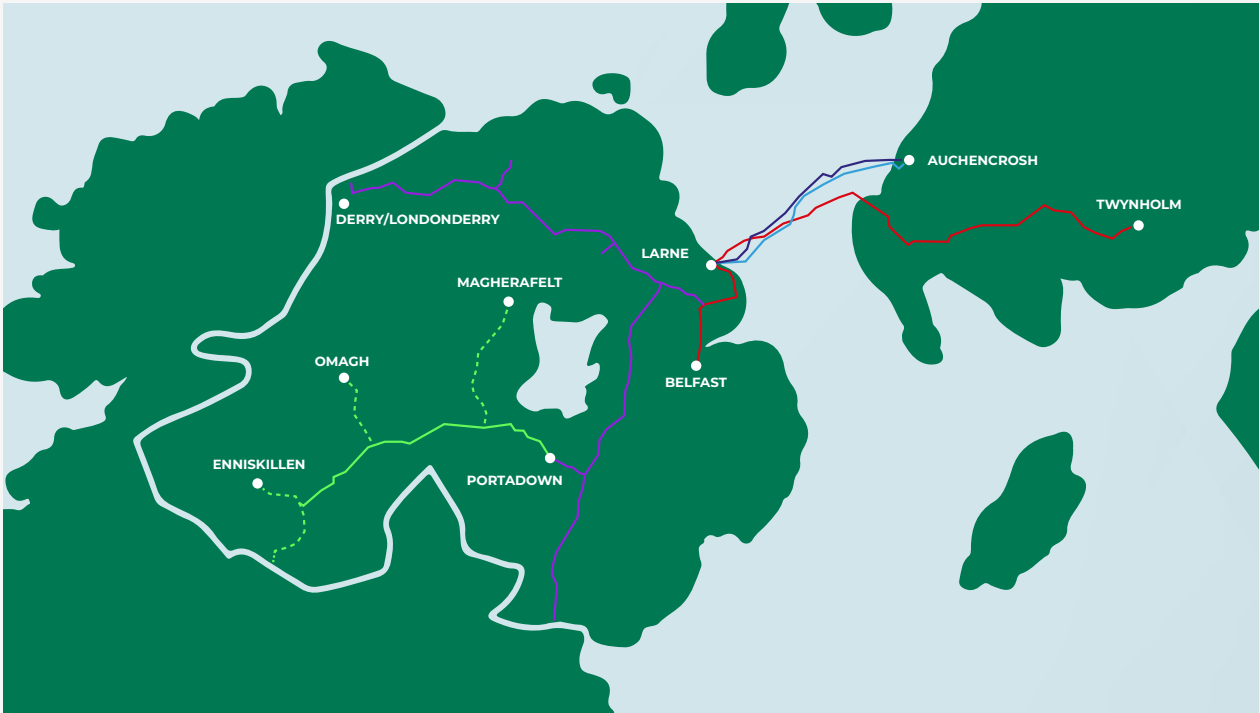 AUCHENCROSH
TWYNHOLM
DERRY/LONDONDERRY
LARNE
MAGHERAFELT
OMAGH
BELFAST
ENNISKILLEN
PORTADOWN